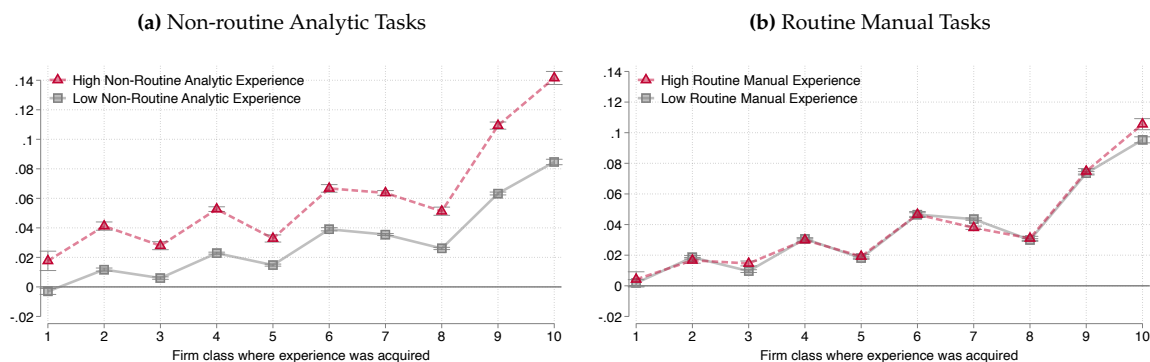 (a) Non-routine Analytic Tasks
High Non-Routine Analytic Experience
Low Non-Routine Analytic Experience
.14
.12
.1
.08
.06
.04
.02
0
-.02
1 2 3 4 5 6 7 8 9 10
Firm class where experience was acquired
(b) Routine Manual Tasks
High Routine Manual Experience
Low Routine Manual Experience
.14
.12
.1
.08
.06
.04
.02
0
-.02
1 2 3 4 5 6 7 8 9 10
Firm class where experience was acquired